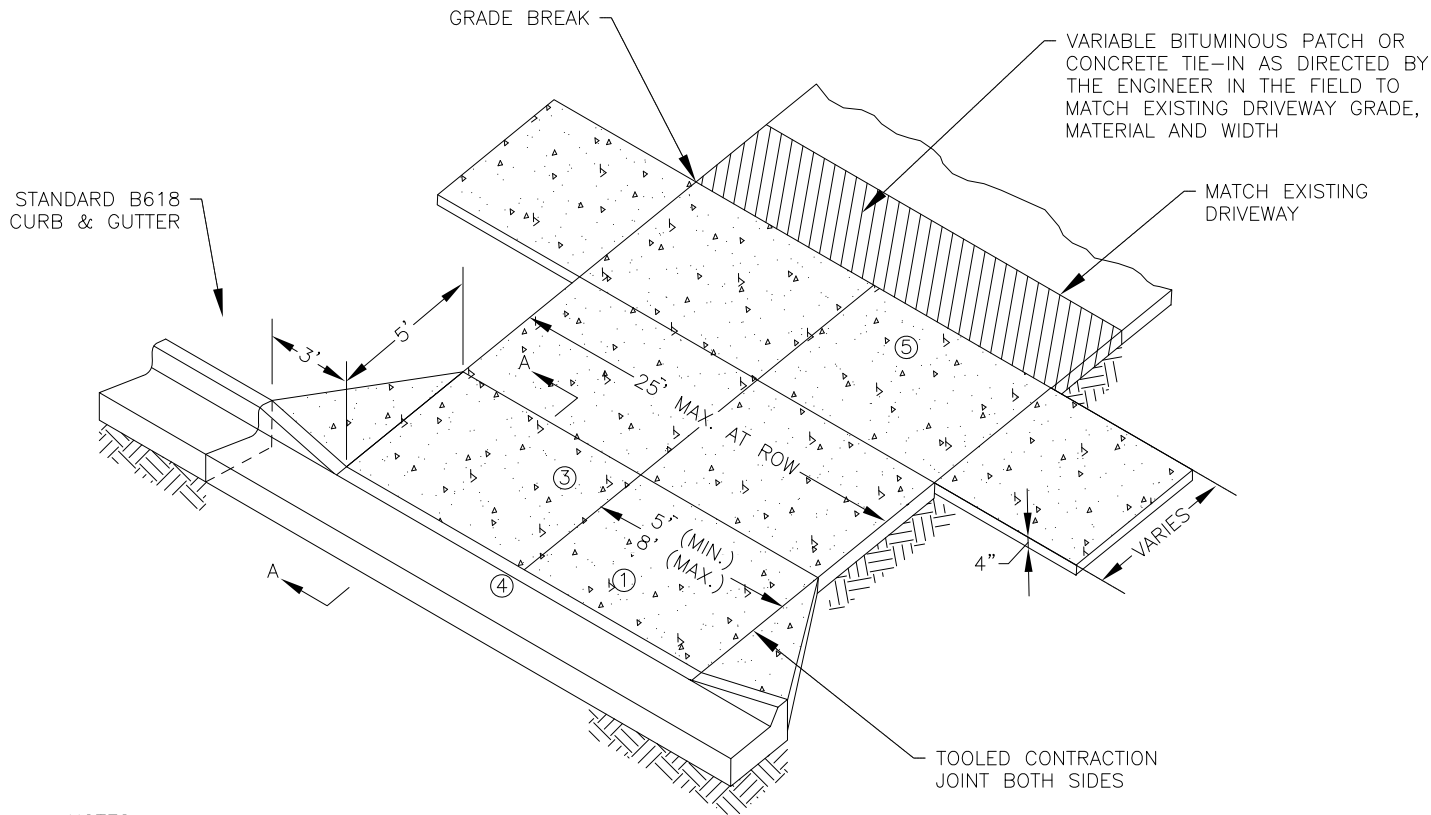 GRADE BREAK
VARIABLE BITUMINOUS PATCH OR
CONCRETE TIE-IN AS DIRECTED BY
THE ENGINEER IN THE FIELD TO
MATCH EXISTING DRIVEWAY GRADE,
MATERIAL AND WIDTH
STANDARD B618
CURB & GUTTER
MATCH EXISTING
DRIVEWAY
5'
3'
A
25' MAX. AT ROW
5
3
5' (MIN.)
8' (MAX.)
1
4
A
4"
VARIES
TOOLED CONTRACTION
JOINT BOTH SIDES